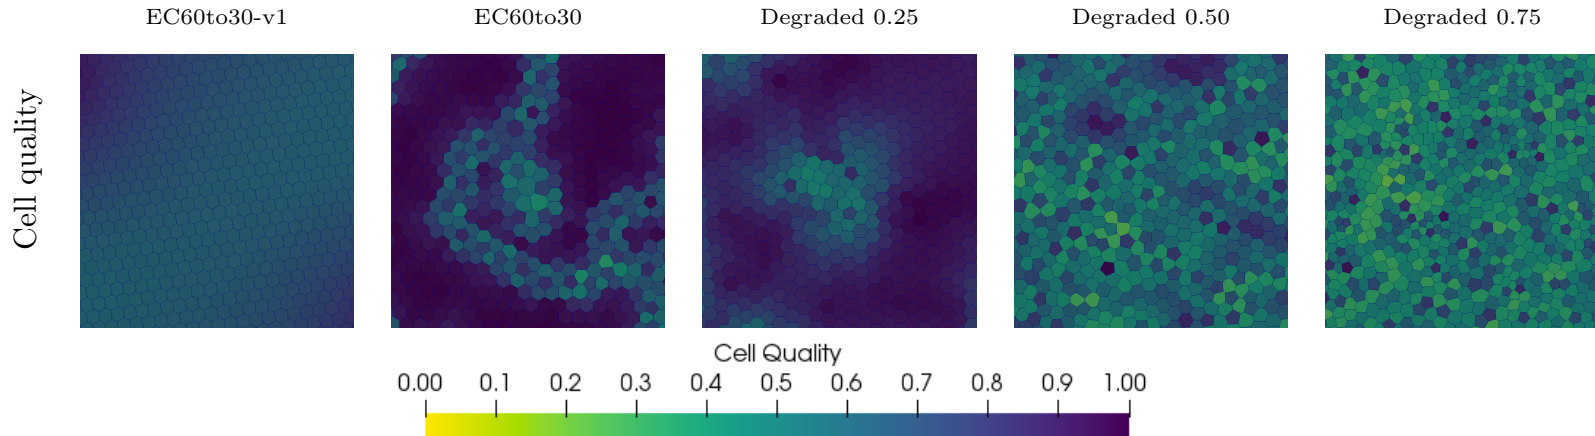 EC60to30-v1 EC60to30 Degraded 0.25 Degraded 0.50 Degraded 0.75
Cell quality
Cell Quality
0.00 0.1 0.2 0.3 0.4 0.5 0.6 0.7 0.8 0.9 1.00